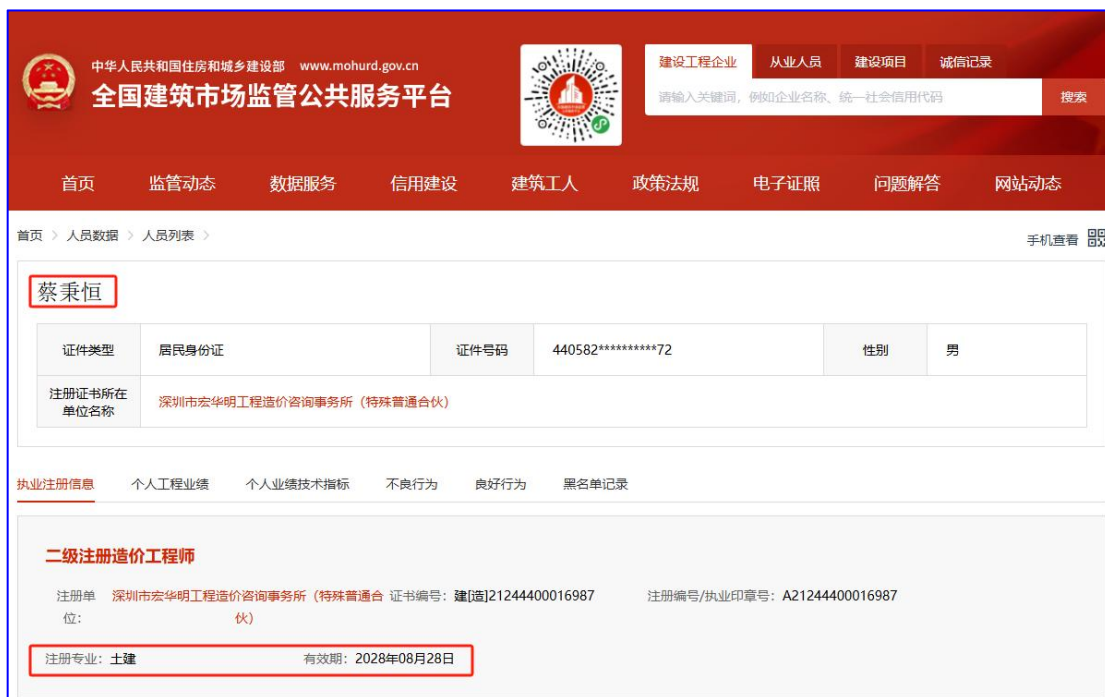 中华人民共和国住房和城乡建设部 www.mohurd.gov.cn
全国建筑市场监管公共服务平台
建设工程企业 从业人员 建设项目 诚信记录
请输入关键词，例如企业名称、统一社会信用代码 搜索
首页 监管动态 数据服务 信用建设 建筑工人 政策法规 电子证照 问题解答 网站动态
首页 > 人员数据 > 人员列表 >
手机查看
蔡秉恒
证件类型 居民身份证 证件号码 440582**********72 性别 男
注册证书所在
单位名称
深圳市宏华明工程造价咨询事务所（特殊普通合伙）
执业注册信息 个人工程业绩 个人业绩技术指标 不良行为 良好行为 黑名单记录
二级注册造价工程师
注册单 深圳市宏华明工程造价咨询事务所（特殊普通合 证书编号：建[造]21244400016987 注册编号/执业印章号：A21244400016987
位： 伙）
注册专业：土建 有效期：2028年08月28日